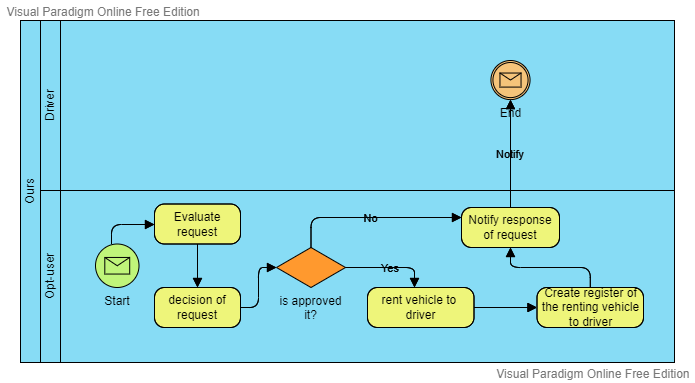 Visual Paradigm Online Free Edition
Driver
End
Notify
Ours
Opt-user
Evaluate
request
No
Notify response
of request
Start
decision of
request
is approved
it?
Yes
rent vehicle to
driver
Create register of
the renting vehicle
to driver
Visual Paradigm Online Free Edition